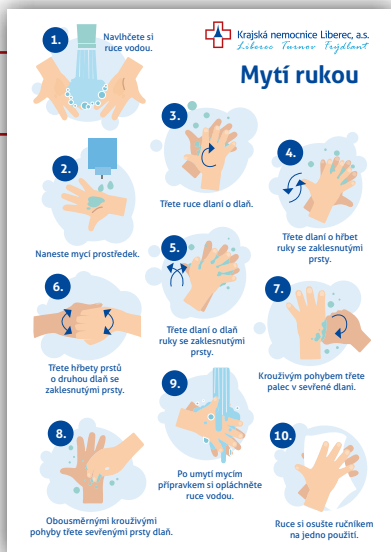 1.
Navlhčete si
ruce vodou.
Krajská nemocnice Liberec, a.s.
Liberec Turnov Frýdlant
Mytí rukou
2.
Naneste mycí prostředek.
3.
Třete ruce dlaní o dlaň.
4.
Třete dlaní o hřbet
ruky se zaklesnutými
prsty.
5.
Třete dlaní o dlaň
ruky se zaklesnutými
prsty.
6.
Třete hřbety prstů
o druhou dlaň se
zaklesnutými prsty.
7.
Krouživým pohybem třete
palec v sevřené dlani.
8.
Obousměrnými krouživými
pohyby třete sevřenými prsty dlaň.
9.
Po umytí mycím
přípravkem si opláchněte
ruce vodou.
10.
Ruce si osušte ručníkem
na jedno použití.